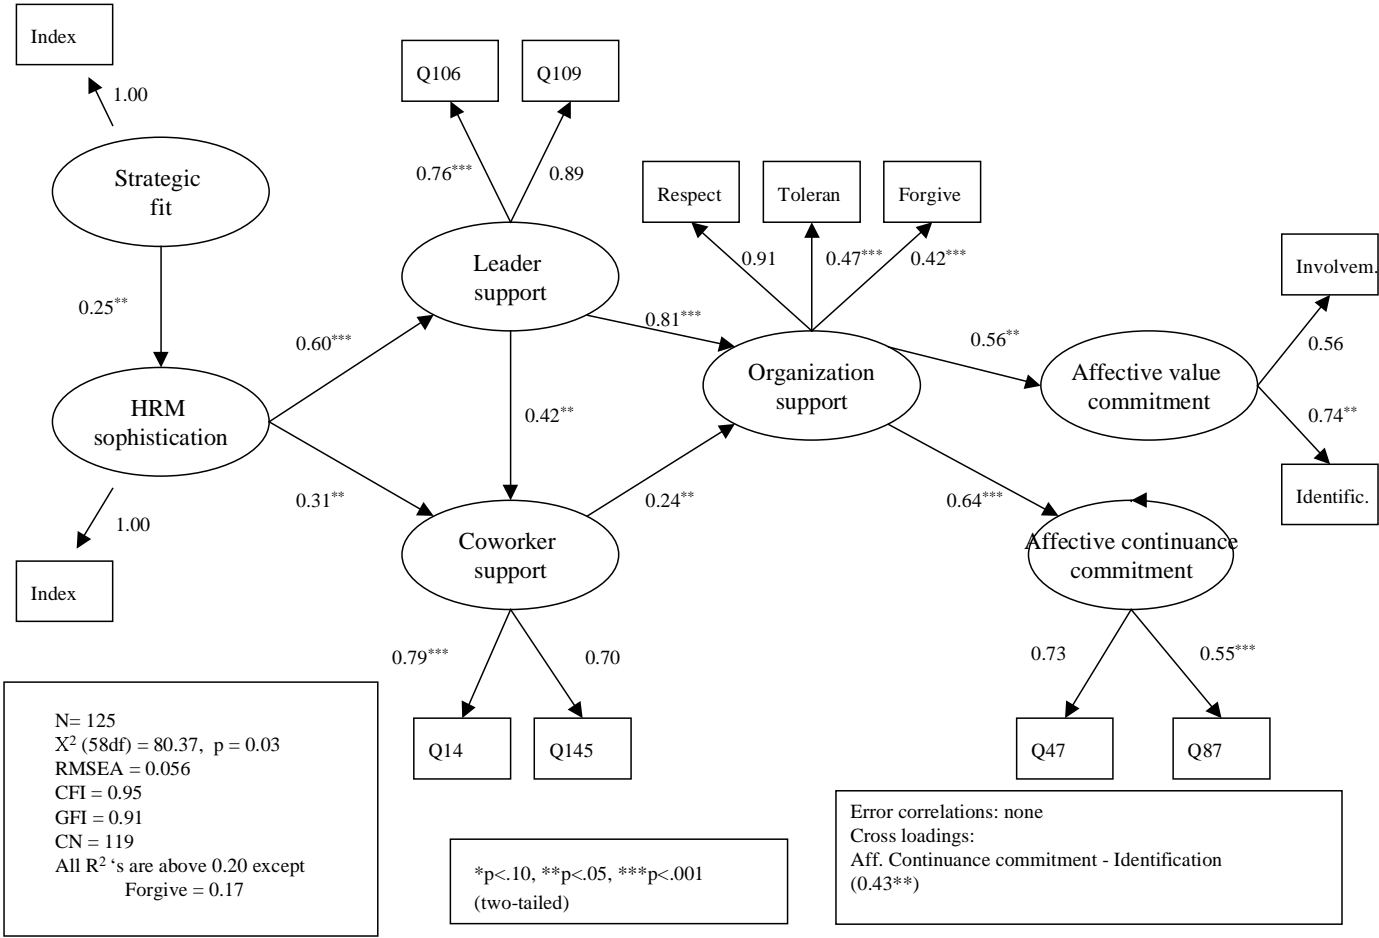 Index
1.00
Strategic
fit
0.25**
HRM
sophistication
1.00
Index
Q106
Q109
0.76***
0.89
Leader
support
0.60***
0.31**
0.42**
Coworker
support
0.79***
0.70
Q14
Q145
0.81***
0.24**
Respect
Toleran
Forgive
0.91
0.47***
0.42***
Organization
support
0.56**
0.64***
Affective value
commitment
Involvem.
0.56
0.74**
Identific.
Affective continuance
commitment
0.73
0.55***
Q47
Q87
N= 125
X² (58df) = 80.37, p = 0.03
RMSEA = 0.056
CFI = 0.95
GFI = 0.91
CN = 119
All R² ‘s are above 0.20 except
Forgive = 0.17
*p<.10, **p<.05, ***p<.001
(two-tailed)
Error correlations: none
Cross loadings:
Aff. Continuance commitment - Identification
(0.43**)